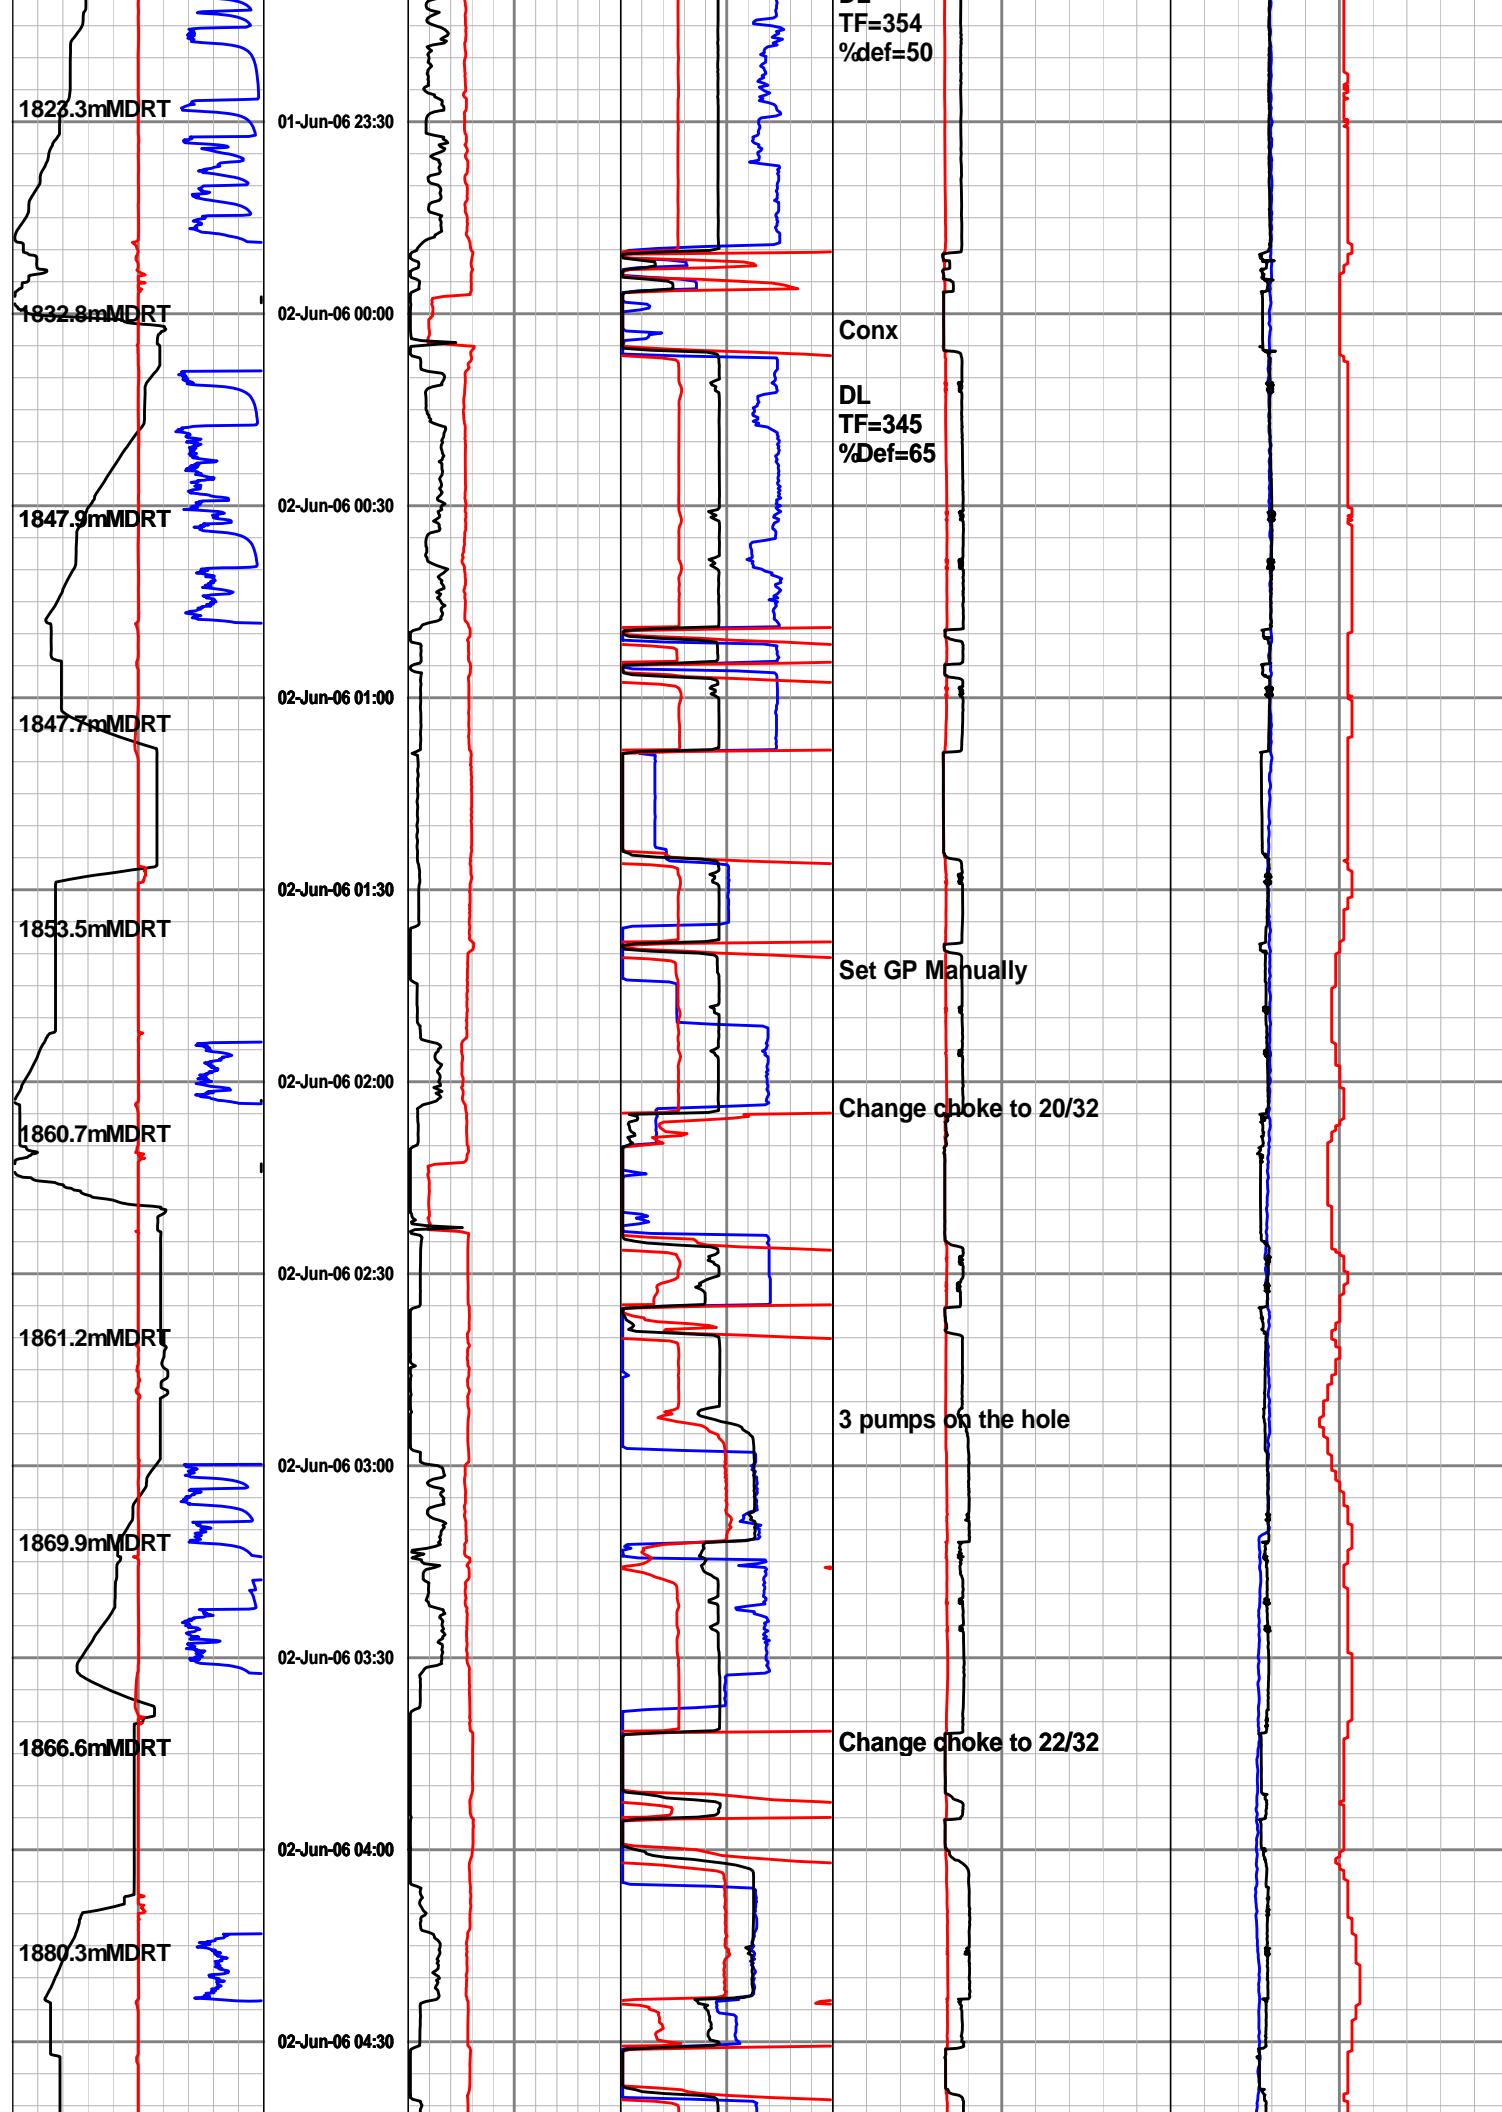 TF=354
%def=50
1823.3mMDRT
01-Jun-06 23:30
1832.8mMDRT
02-Jun-06 00:00
Conx
DL
TF=345
%Def=65
1847.9mMDRT
02-Jun-06 00:30
02-Jun-06 01:00
1847.7mMDRT
02-Jun-06 01:30
1853.5mMDRT
Set GP Manually
02-Jun-06 02:00
Change choke to 20/32
1860.7mMDRT
02-Jun-06 02:30
1861.2mMDRT
3 pumps on the hole
02-Jun-06 03:00
1869.9mMDRT
02-Jun-06 03:30
Change choke to 22/32
1866.6mMDRT
02-Jun-06 04:00
1880.3mMDRT
02-Jun-06 04:30